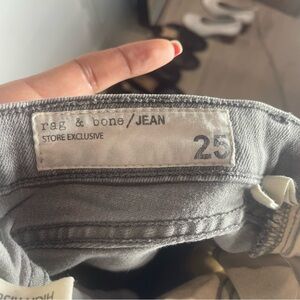 rag & bone/JEAN
STORE EXCLUSIVE
25